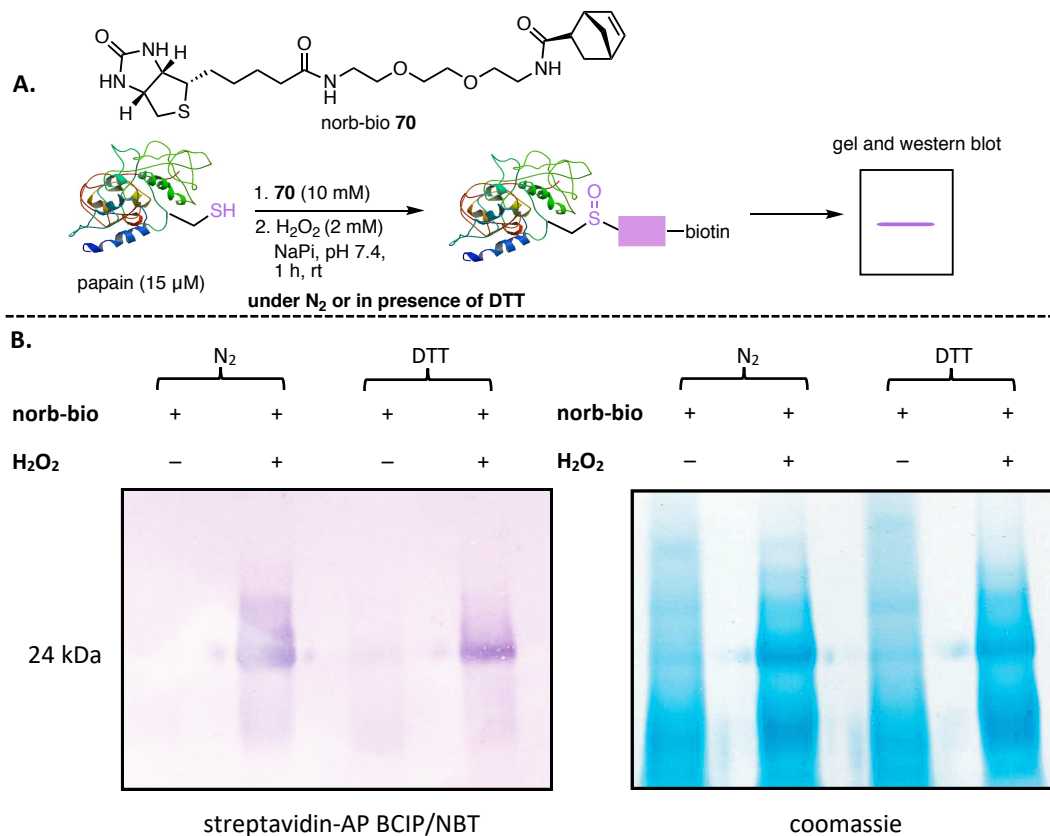 A.
O
NH
HN
H
H
S
O
N
H
O
O
NH
O
norb-bio 70
SH
papain (15 µM)
1. 70 (10 mM)
2. H₂O₂ (2 mM)
NaPi, pH 7.4,
1 h, rt
under N₂ or in presence of DTT
O
S
biotin
gel and western blot
B.
N₂ DTT N₂ DTT
norb-bio + + + + norb-bio + + + +
H₂O₂ – + – + H₂O₂ – + – +
24 kDa
streptavidin-AP BCIP/NBT coomassie